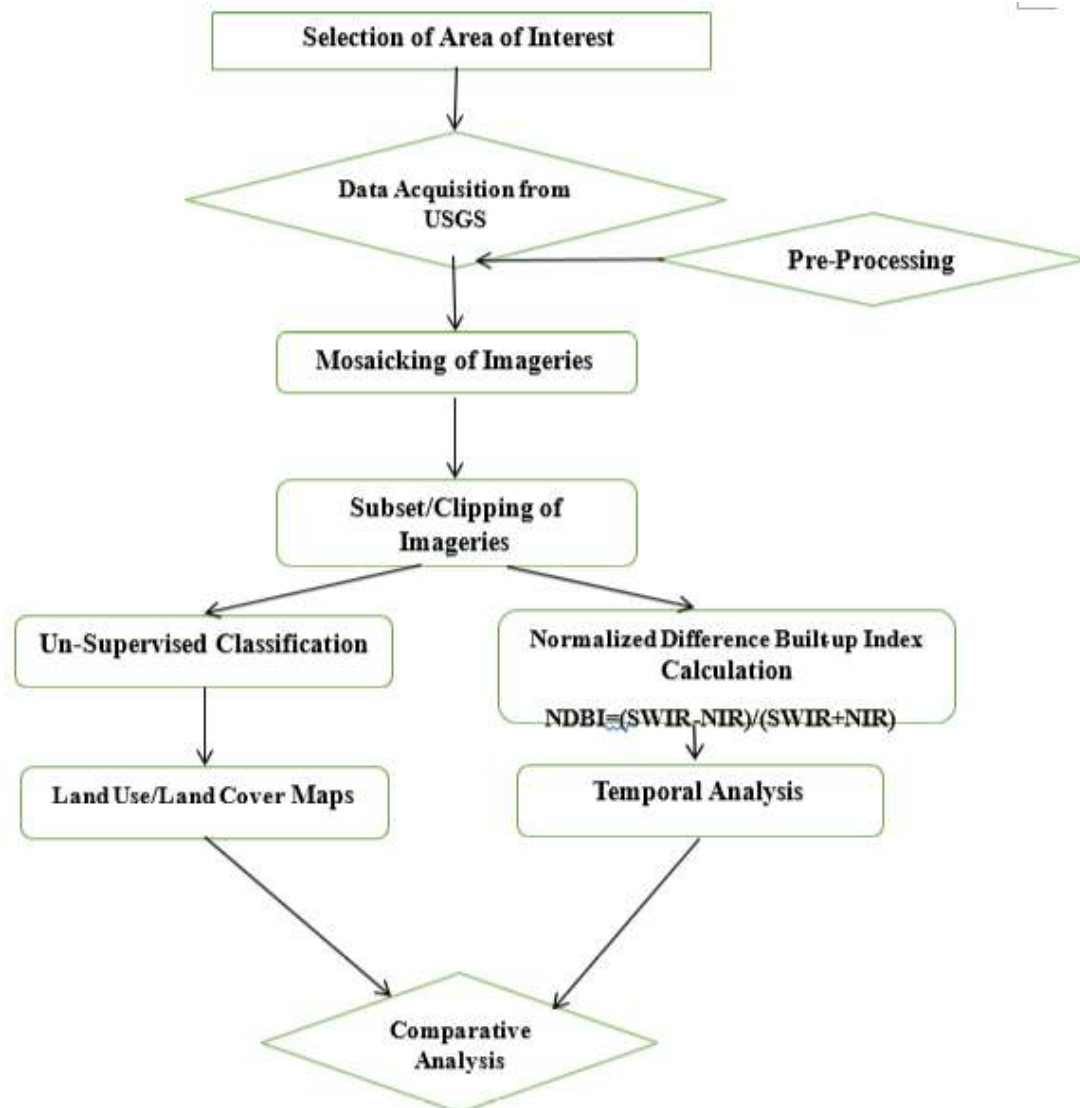 Selection of Area of Interest
Data Acquisition from
USGS
Pre-Processing
Mosaicking of Imageries
Subset/Clipping of
Imageries
Un-Supervised Classification
Normalized Difference Built-up Index
Calculation
NDBI=(SWIR-NIR)/(SWIR+NIR)
Land Use/Land Cover Maps
Temporal Analysis
Comparative
Analysis